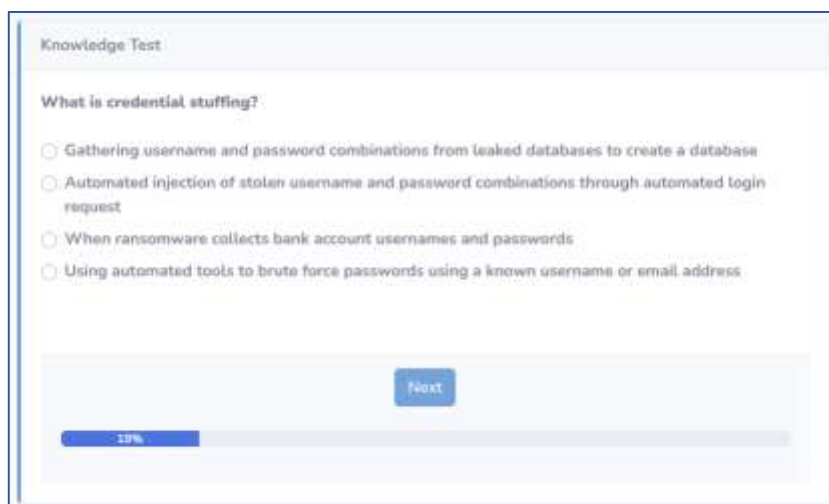 Knowledge Test
What is credential stuffing?
Gathering username and password combinations from leaked databases to create a database
Automated injection of stolen username and password combinations through automated login
request
When ransomware collects bank account usernames and passwords
Using automated tools to brute force passwords using a known username or email address
Next
19%